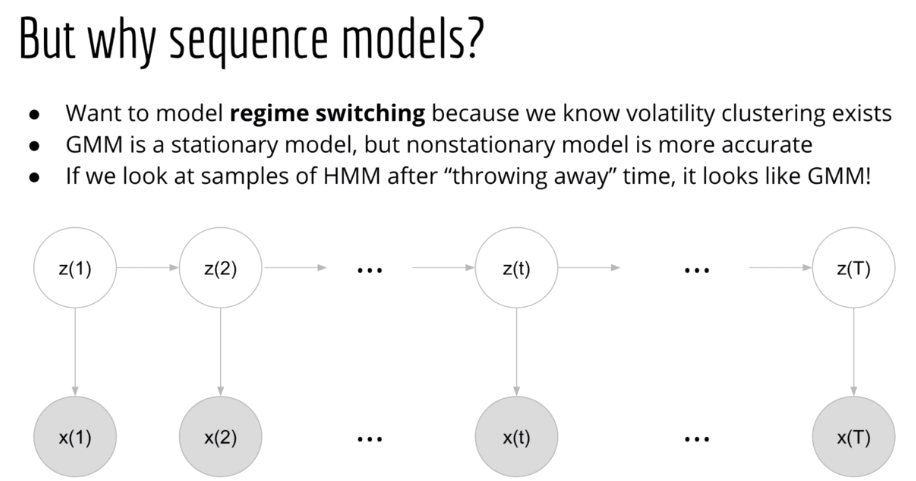 But why sequence models?
● Want to model regime switching because we know volatility clustering exists
● GMM is a stationary model, but nonstationary model is more accurate
● If we look at samples of HMM after “throwing away” time, it looks like GMM!
z(1) z(2) ... z(t) ... z(T)
x(1) x(2) ... x(t) ... x(T)